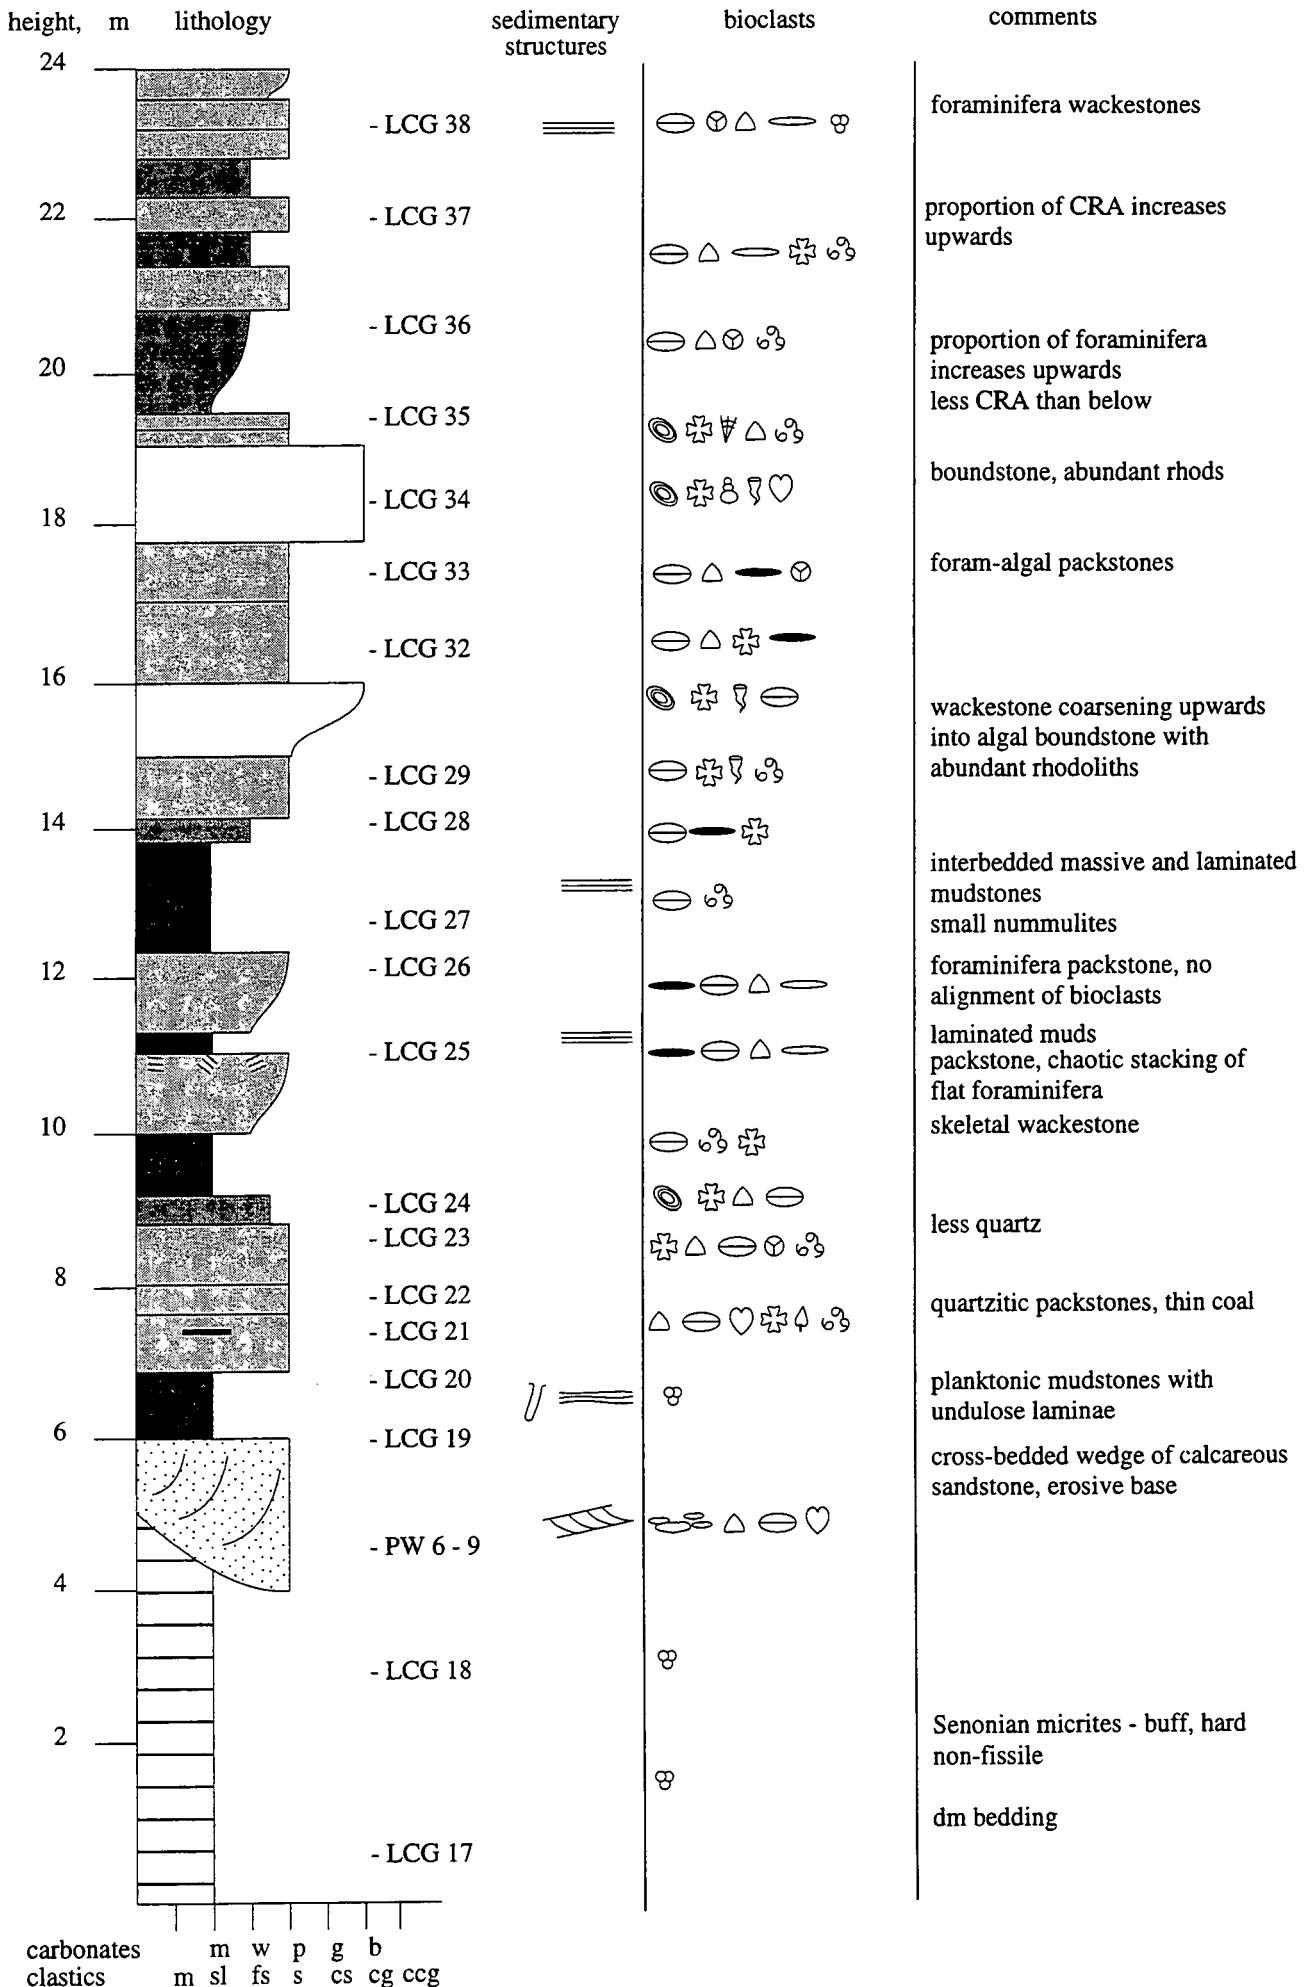 height, m lithology sedimentary structures bioclasts comments
24
foraminifera wackestones
- LCG 38
22
- LCG 37
proportion of CRA increases
upwards
- LCG 36
20
proportion of foraminifera
increases upwards
less CRA than below
- LCG 35
boundstone, abundant rhods
- LCG 34
18
- LCG 33
foram-algal packstones
- LCG 32
16
wackestone coarsening upwards
into algal boundstone with
abundant rhodoliths
- LCG 29
14
- LCG 28
interbedded massive and laminated
mudstones
small nummulites
- LCG 27
12
- LCG 26
foraminifera packstone, no
alignment of bioclasts
laminated muds
- LCG 25
packstone, chaotic stacking of
flat foraminifera
10
skeletal wackestone
- LCG 24
less quartz
- LCG 23
8
- LCG 22
quartzitic packstones, thin coal
- LCG 21
- LCG 20
planktonic mudstones with
undulose laminae
6
- LCG 19
cross-bedded wedge of calcareous
sandstone, erosive base
- PW 6 - 9
4
- LCG 18
2
Senonian micrites - buff, hard
non-fissile
dm bedding
- LCG 17
carbonates m w p g b
clastics m sl fs s cs cg ccg